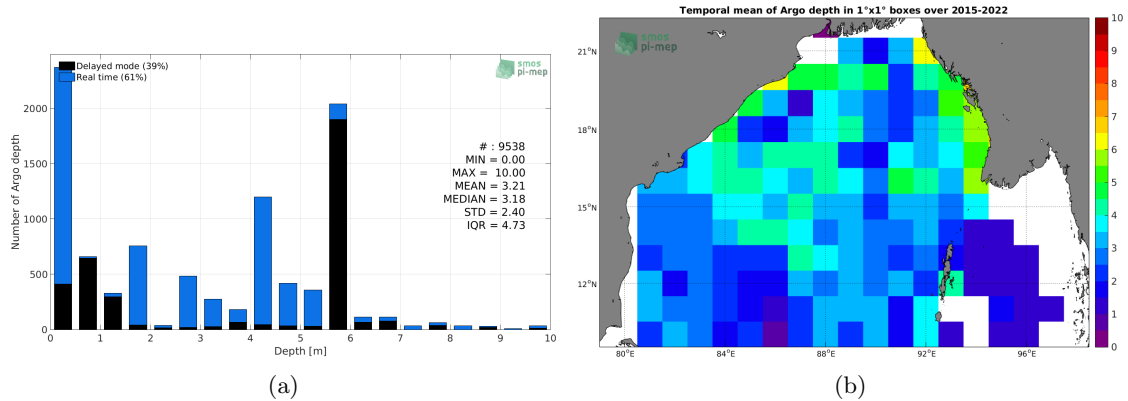 Temporal mean of Argo depth in 1°x1° boxes over 2015-2022
Delayed mode (39%)
Real time (61%)
smos
pi-mep
# : 9538
MIN = 0.00
MAX = 10.00
MEAN = 3.21
MEDIAN = 3.18
STD = 2.40
IQR = 4.73
Number of Argo depth
2000
1500
1000
500
0
0 1 2 3 4 5 6 7 8 9 10
Depth [m]
(a)
smos
pi-mep
21°N
18°N
15°N
12°N
80°E 84°E 88°E 92°E 96°E
10
9
8
7
6
5
4
3
2
1
0
(b)